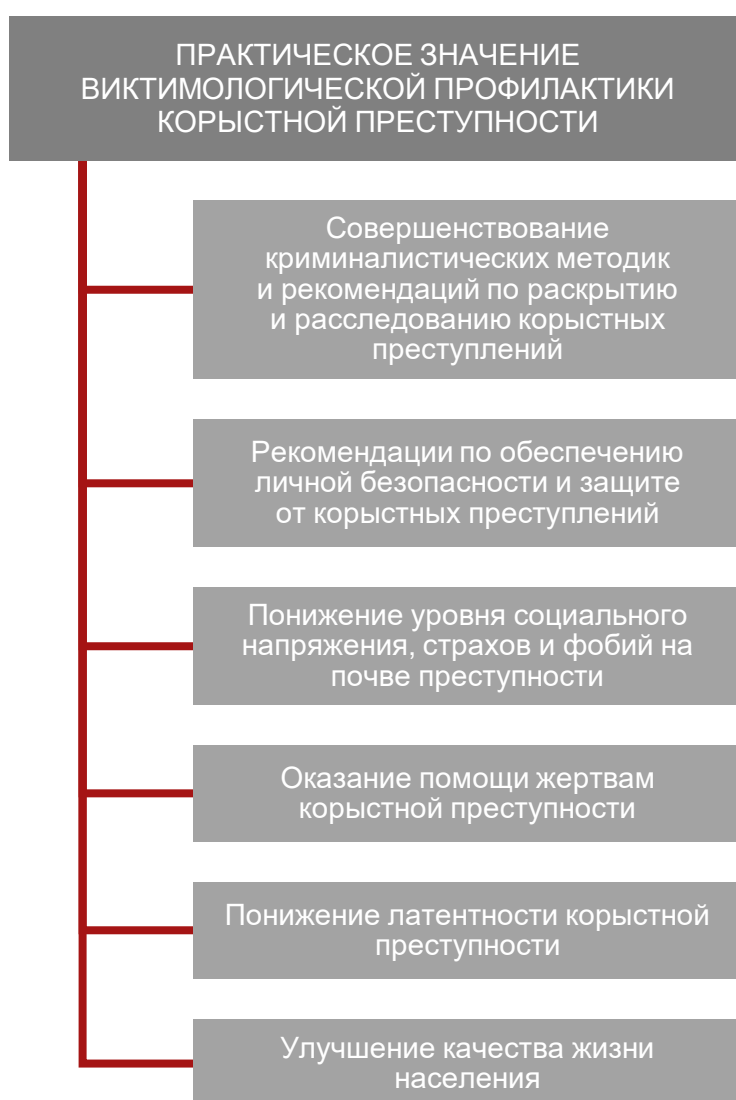 ПРАКТИЧЕСКОЕ ЗНАЧЕНИЕ
ВИКТИМОЛОГИЧЕСКОЙ ПРОФИЛАКТИКИ
КОРЫСТНОЙ ПРЕСТУПНОСТИ
Совершенствование
криминалистических методик
и рекомендаций по раскрытию
и расследованию корыстных
преступлений
Рекомендации по обеспечению
личной безопасности и защите
от корыстных преступлений
Понижение уровня социального
напряжения, страхов и фобий на
почве преступности
Оказание помощи жертвам
корыстной преступности
Понижение латентности корыстной
преступности
Улучшение качества жизни
населения